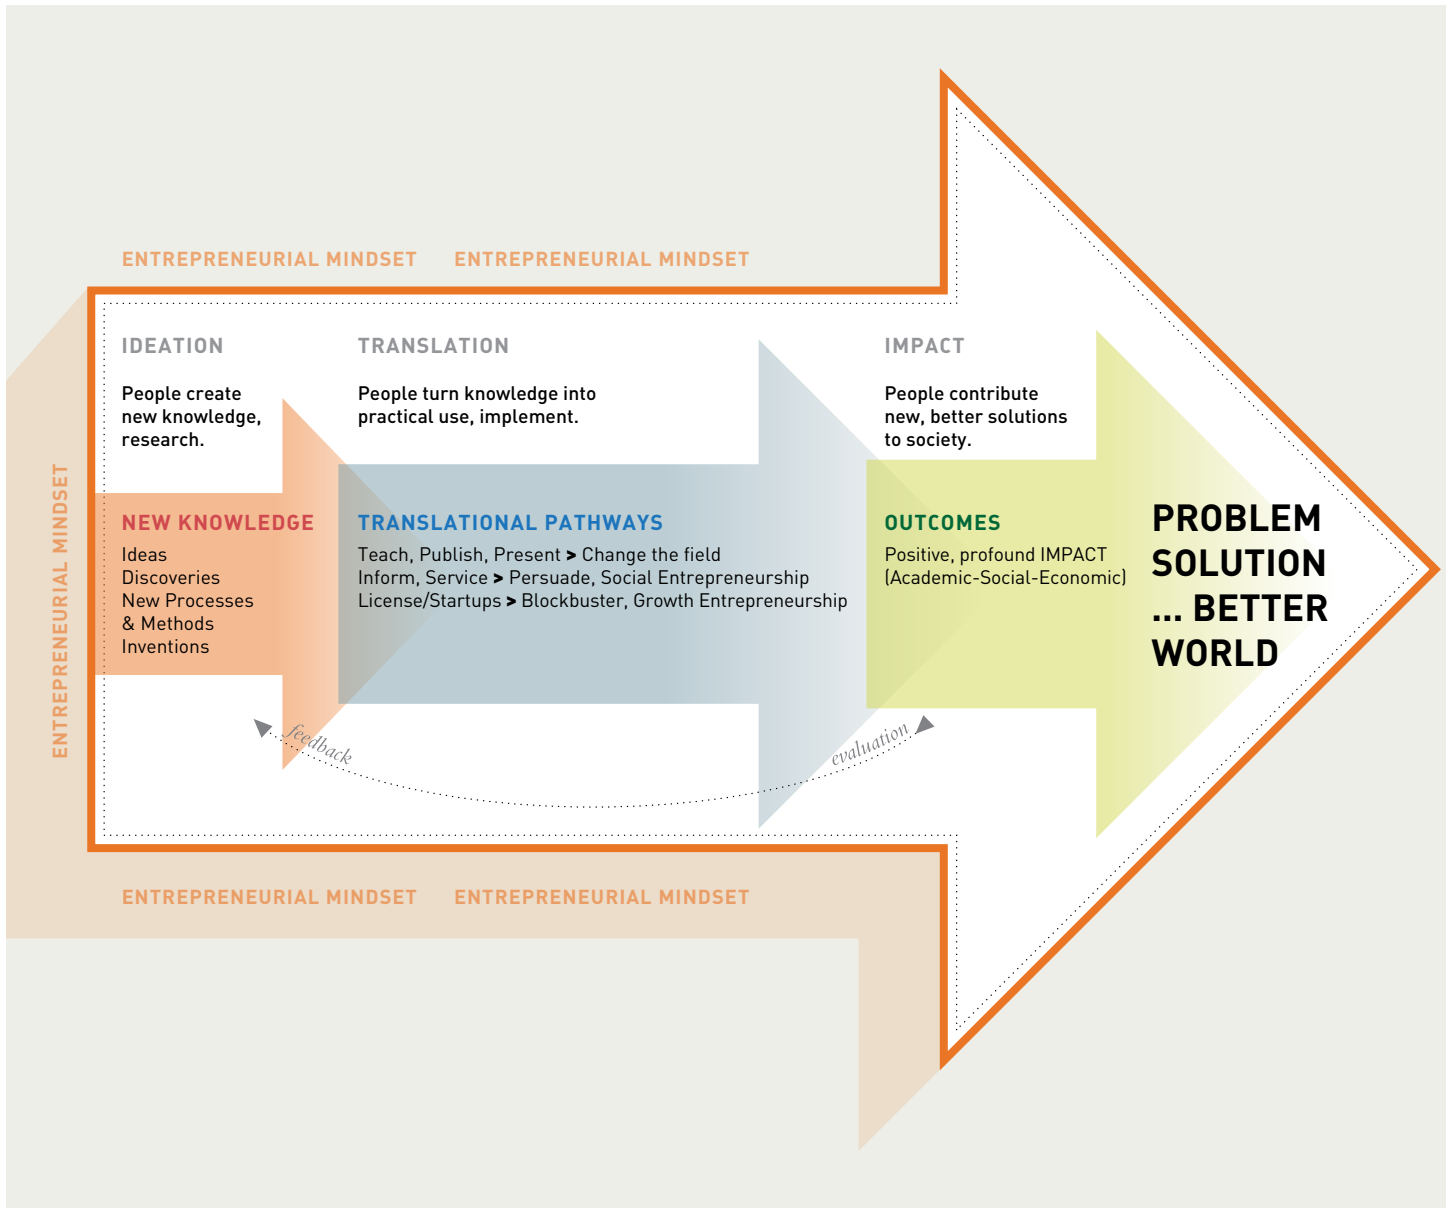 ENTREPRENEURIAL MINDSET ENTREPRENEURIAL MINDSET
ENTREPRENEURIAL MINDSET
IDEATION
People create
new knowledge,
research.
NEW KNOWLEDGE
Ideas
Discoveries
New Processes
& Methods
Inventions
TRANSLATION
People turn knowledge into
practical use, implement.
TRANSLATIONAL PATHWAYS
Teach, Publish, Present > Change the field
Inform, Service > Persuade, Social Entrepreneurship
License/Startups > Blockbuster, Growth Entrepreneurship
IMPACT
People contribute
new, better solutions
to society.
OUTCOMES
Positive, profound IMPACT
(Academic-Social-Economic)
PROBLEM
SOLUTION
... BETTER
WORLD
feedback
evaluation
ENTREPRENEURIAL MINDSET ENTREPRENEURIAL MINDSET